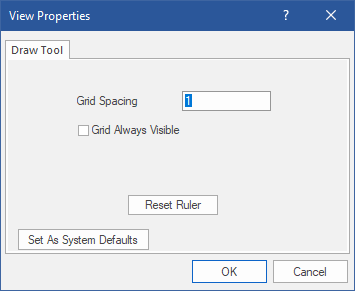 View Properties
?
Draw Tool
Grid Spacing 1
Grid Always Visible
Reset Ruler
Set As System Defaults
OK Cancel